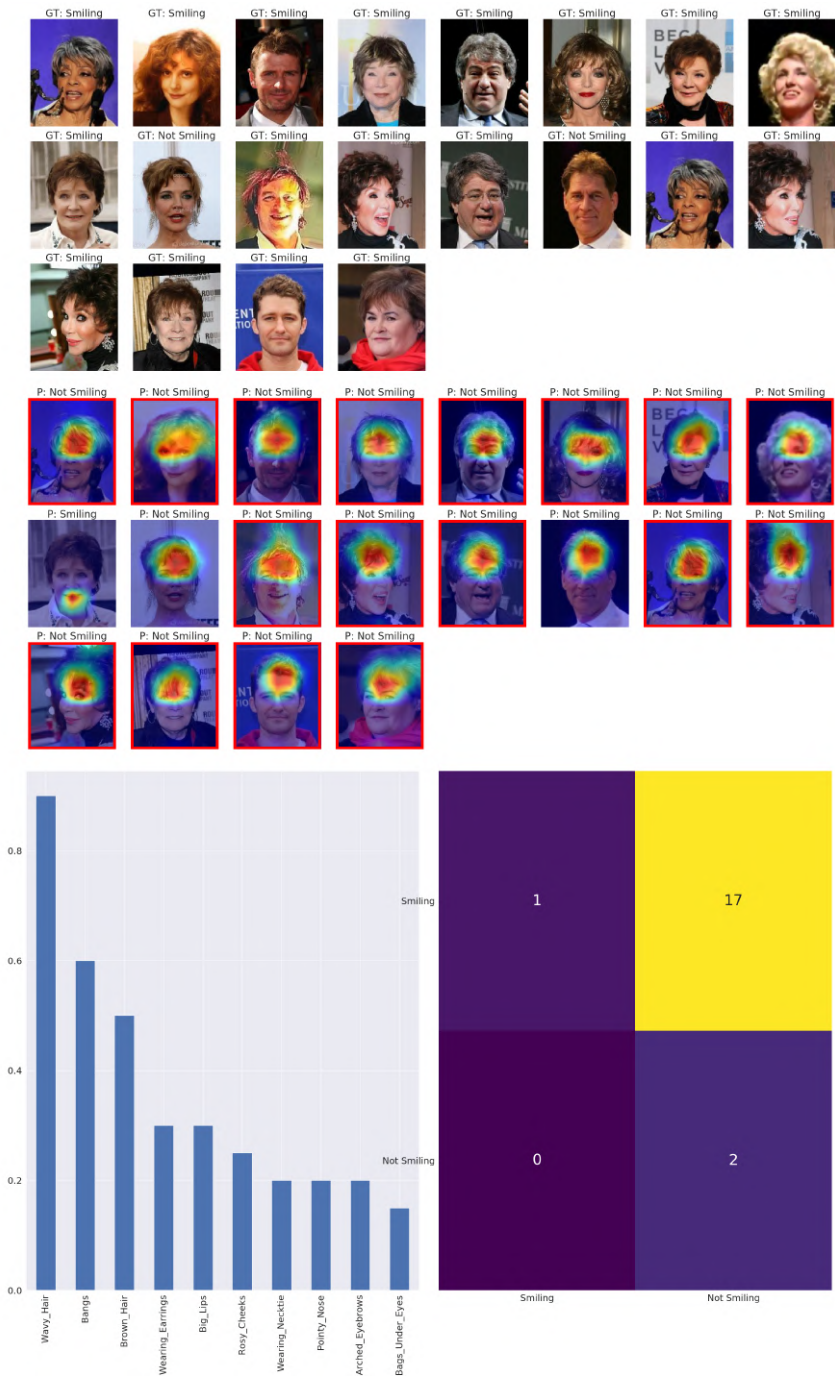 GT: Smiling GT: Smiling GT: Smiling GT: Smiling GT: Smiling GT: Smiling GT: Smiling GT: Smiling
BECA
GT: Smiling GT: Not Smiling GT: Smiling GT: Smiling GT: Smiling GT: Not Smiling GT: Smiling GT: Smiling
GT: Smiling GT: Smiling GT: Smiling GT: Smiling
P: Not Smiling P: Not Smiling P: Not Smiling P: Not Smiling P: Not Smiling P: Not Smiling P: Not Smiling P: Not Smiling
P: Smiling P: Not Smiling P: Not Smiling P: Not Smiling P: Not Smiling P: Not Smiling P: Not Smiling P: Not Smiling
P: Not Smiling P: Not Smiling P: Not Smiling P: Not Smiling
0.8
0.6
0.4
0.2
0.0
Wavy_Hair
Bangs
Brown_Hair
Wearing_Earrings
Big_Lips
Rosy_Cheeks
Wearing_Necktie
Pointy_Nose
Arched_Eyebrows
Bags_Under_Eyes
Smiling 1 17
Not Smiling 0 2
Smiling Not Smiling